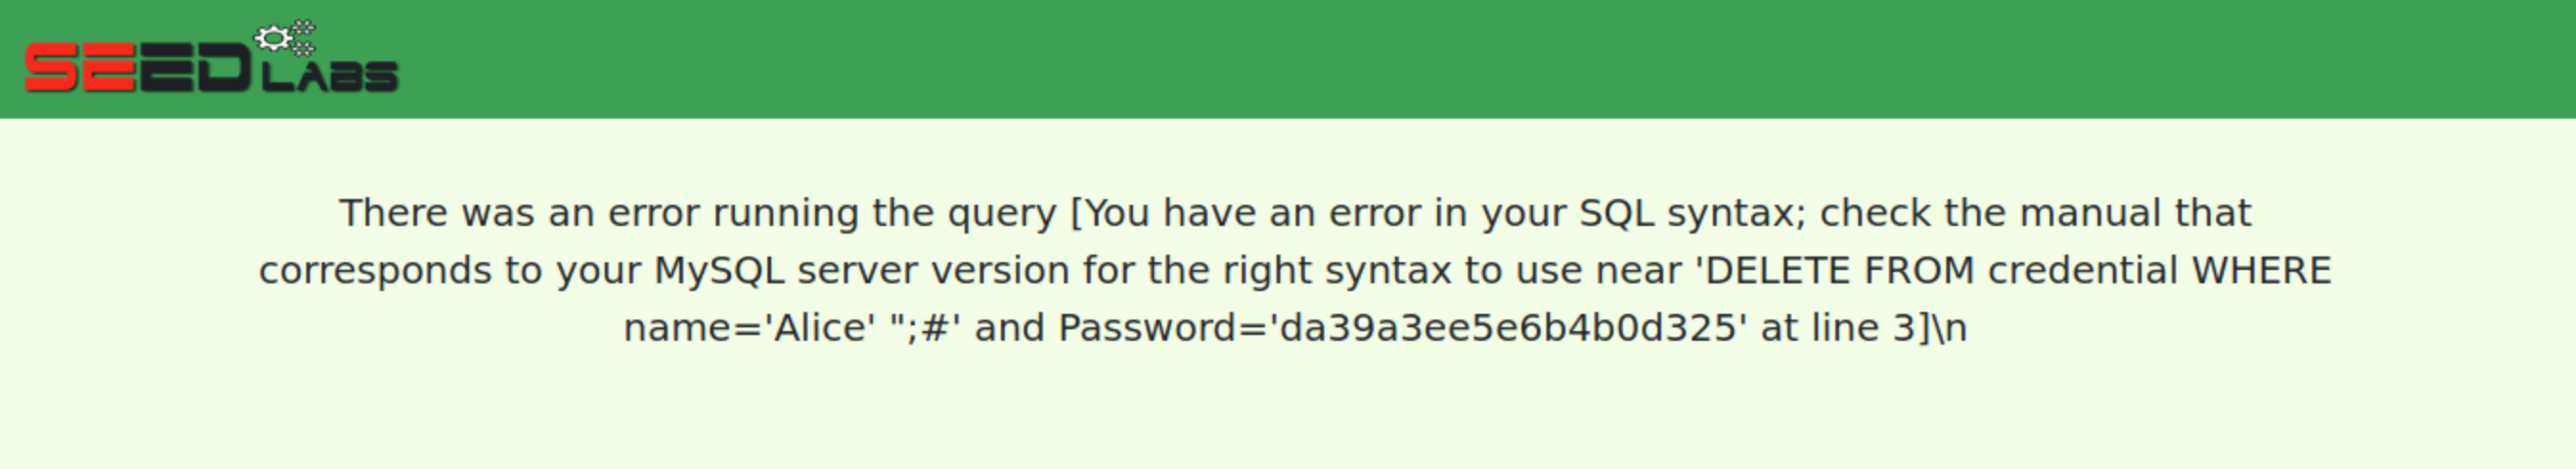 SEED LABS
There was an error running the query [You have an error in your SQL syntax; check the manual that
corresponds to your MySQL server version for the right syntax to use near 'DELETE FROM credential WHERE
name='Alice' '';#' and Password='da39a3ee5e6b4b0d325' at line 3]\n